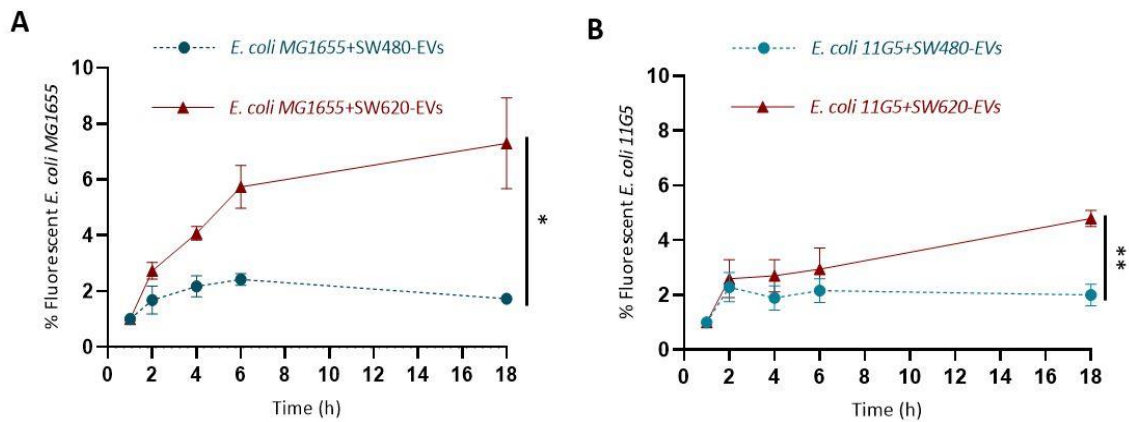 A
E. coli MG1655+SW480-EVs
E. coli MG1655+SW620-EVs
% Fluorescent E. coli MG1655
10
8
6
4
2
0
0 2 4 6 8 10 12 14 16 18
Time (h)
*
B
E. coli 11G5+SW480-EVs
E. coli 11G5+SW620-EVs
% Fluorescent E. coli 11G5
10
8
6
4
2
0
0 2 4 6 8 10 12 14 16 18
Time (h)
**